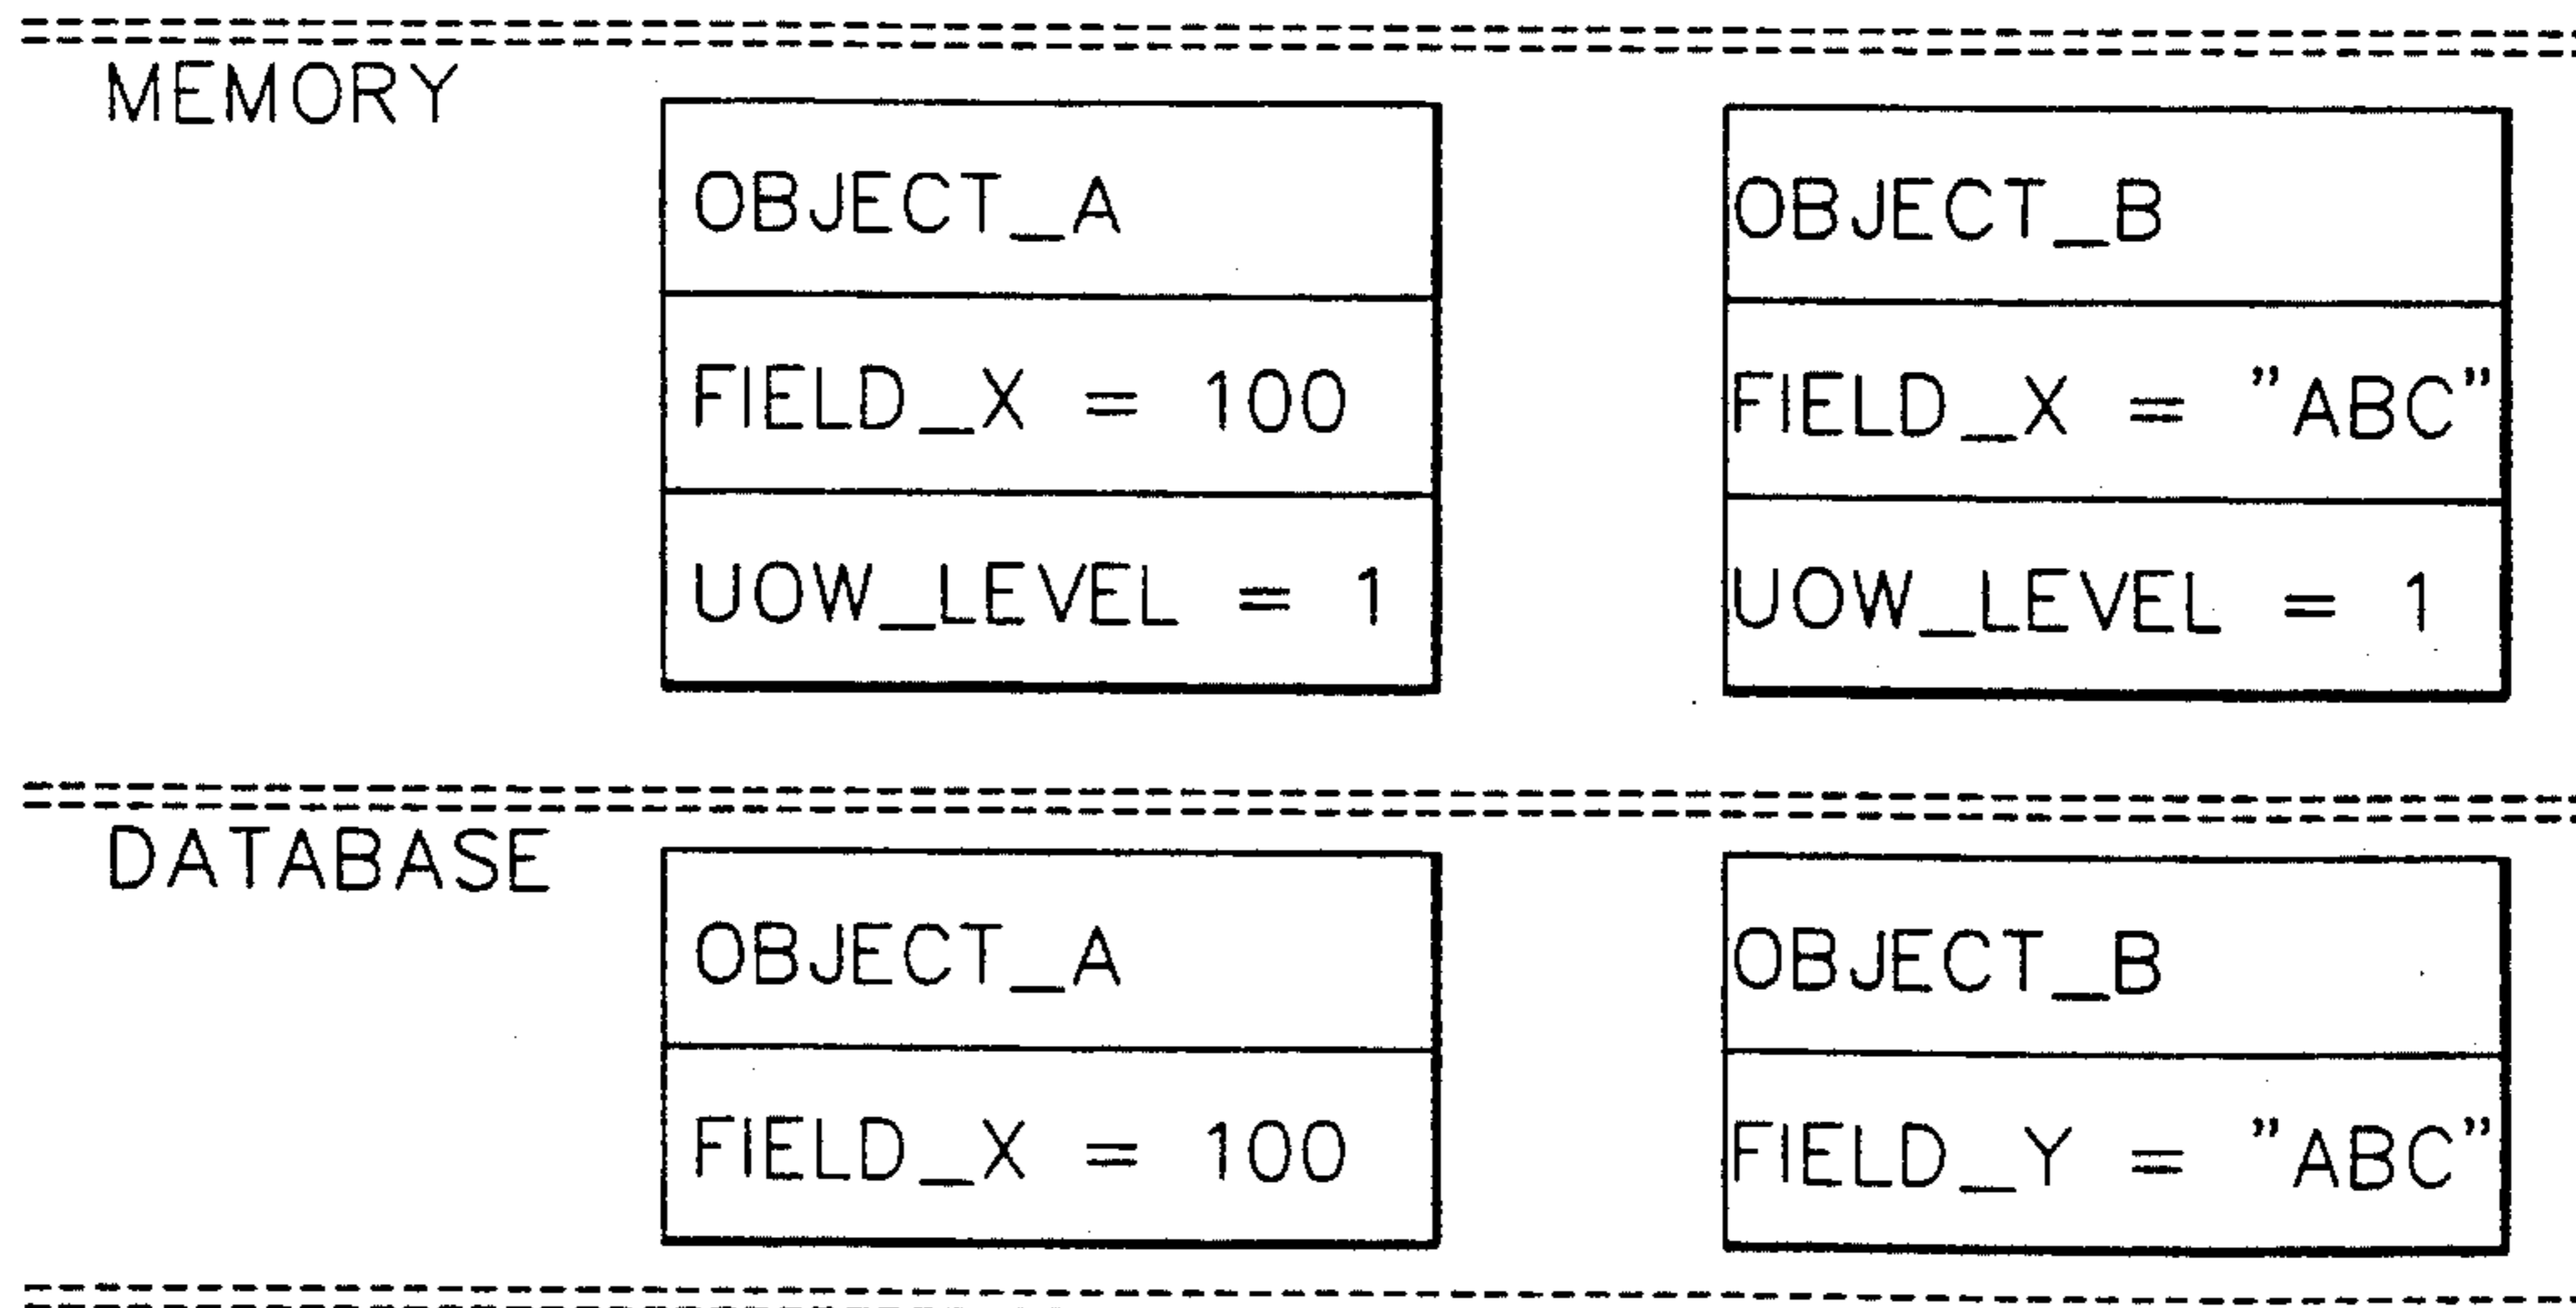 MEMORY
OBJECT_A
FIELD_X = 100
UOW_LEVEL = 1
OBJECT_B
FIELD_X = "ABC"
UOW_LEVEL = 1
DATABASE
OBJECT_A
FIELD_X = 100
OBJECT_B
FIELD_Y = "ABC"